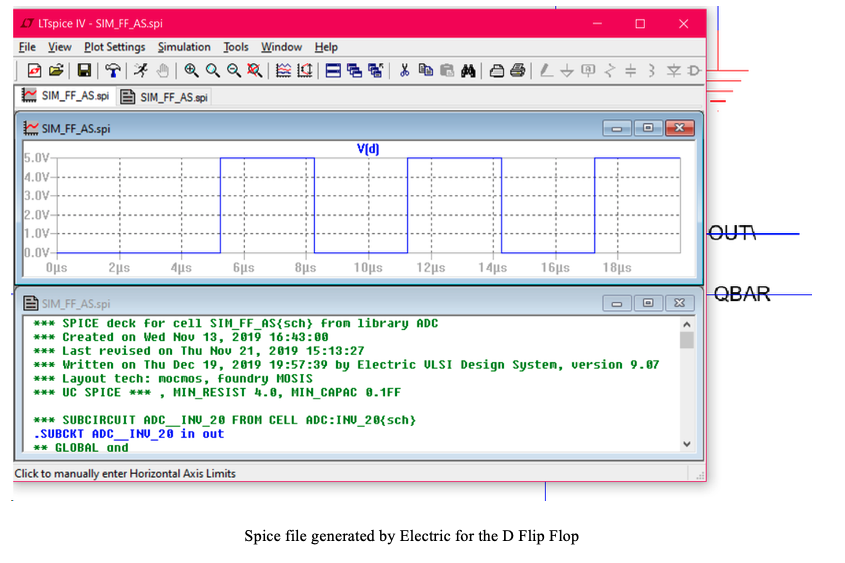 LTspice IV - SIM_FF_AS.spi
File View Plot Settings Simulation Tools Window Help
SIM_FF_AS.spi SIM_FF_AS.spi
SIM_FF_AS.spi
V(d)
5.0V
4.0V
3.0V
2.0V
1.0V
0.0V
0µs 2µs 4µs 6µs 8µs 10µs 12µs 14µs 16µs 18µs
OUT
QBAR
SIM_FF_AS.spi
*** SPICE deck for cell SIM_FF_AS{sch} from library ADC
*** Created on Wed Nov 13, 2019 16:43:00
*** Last revised on Thu Nov 21, 2019 15:13:27
*** Written on Thu Dec 19, 2019 19:57:39 by Electric VLSI Design System, version 9.07
*** Layout tech: mocmos, foundry MOSIS
*** UC SPICE *** , MIN_RESIST 4.0, MIN_CAPAC 0.1FF
*** SUBCIRCUIT ADC__INV_20 FROM CELL ADC:INV_20{sch}
.SUBCKT ADC__INV_20 in out
** GLOBAL gnd
Click to manually enter Horizontal Axis Limits
Spice file generated by Electric for the D Flip Flop